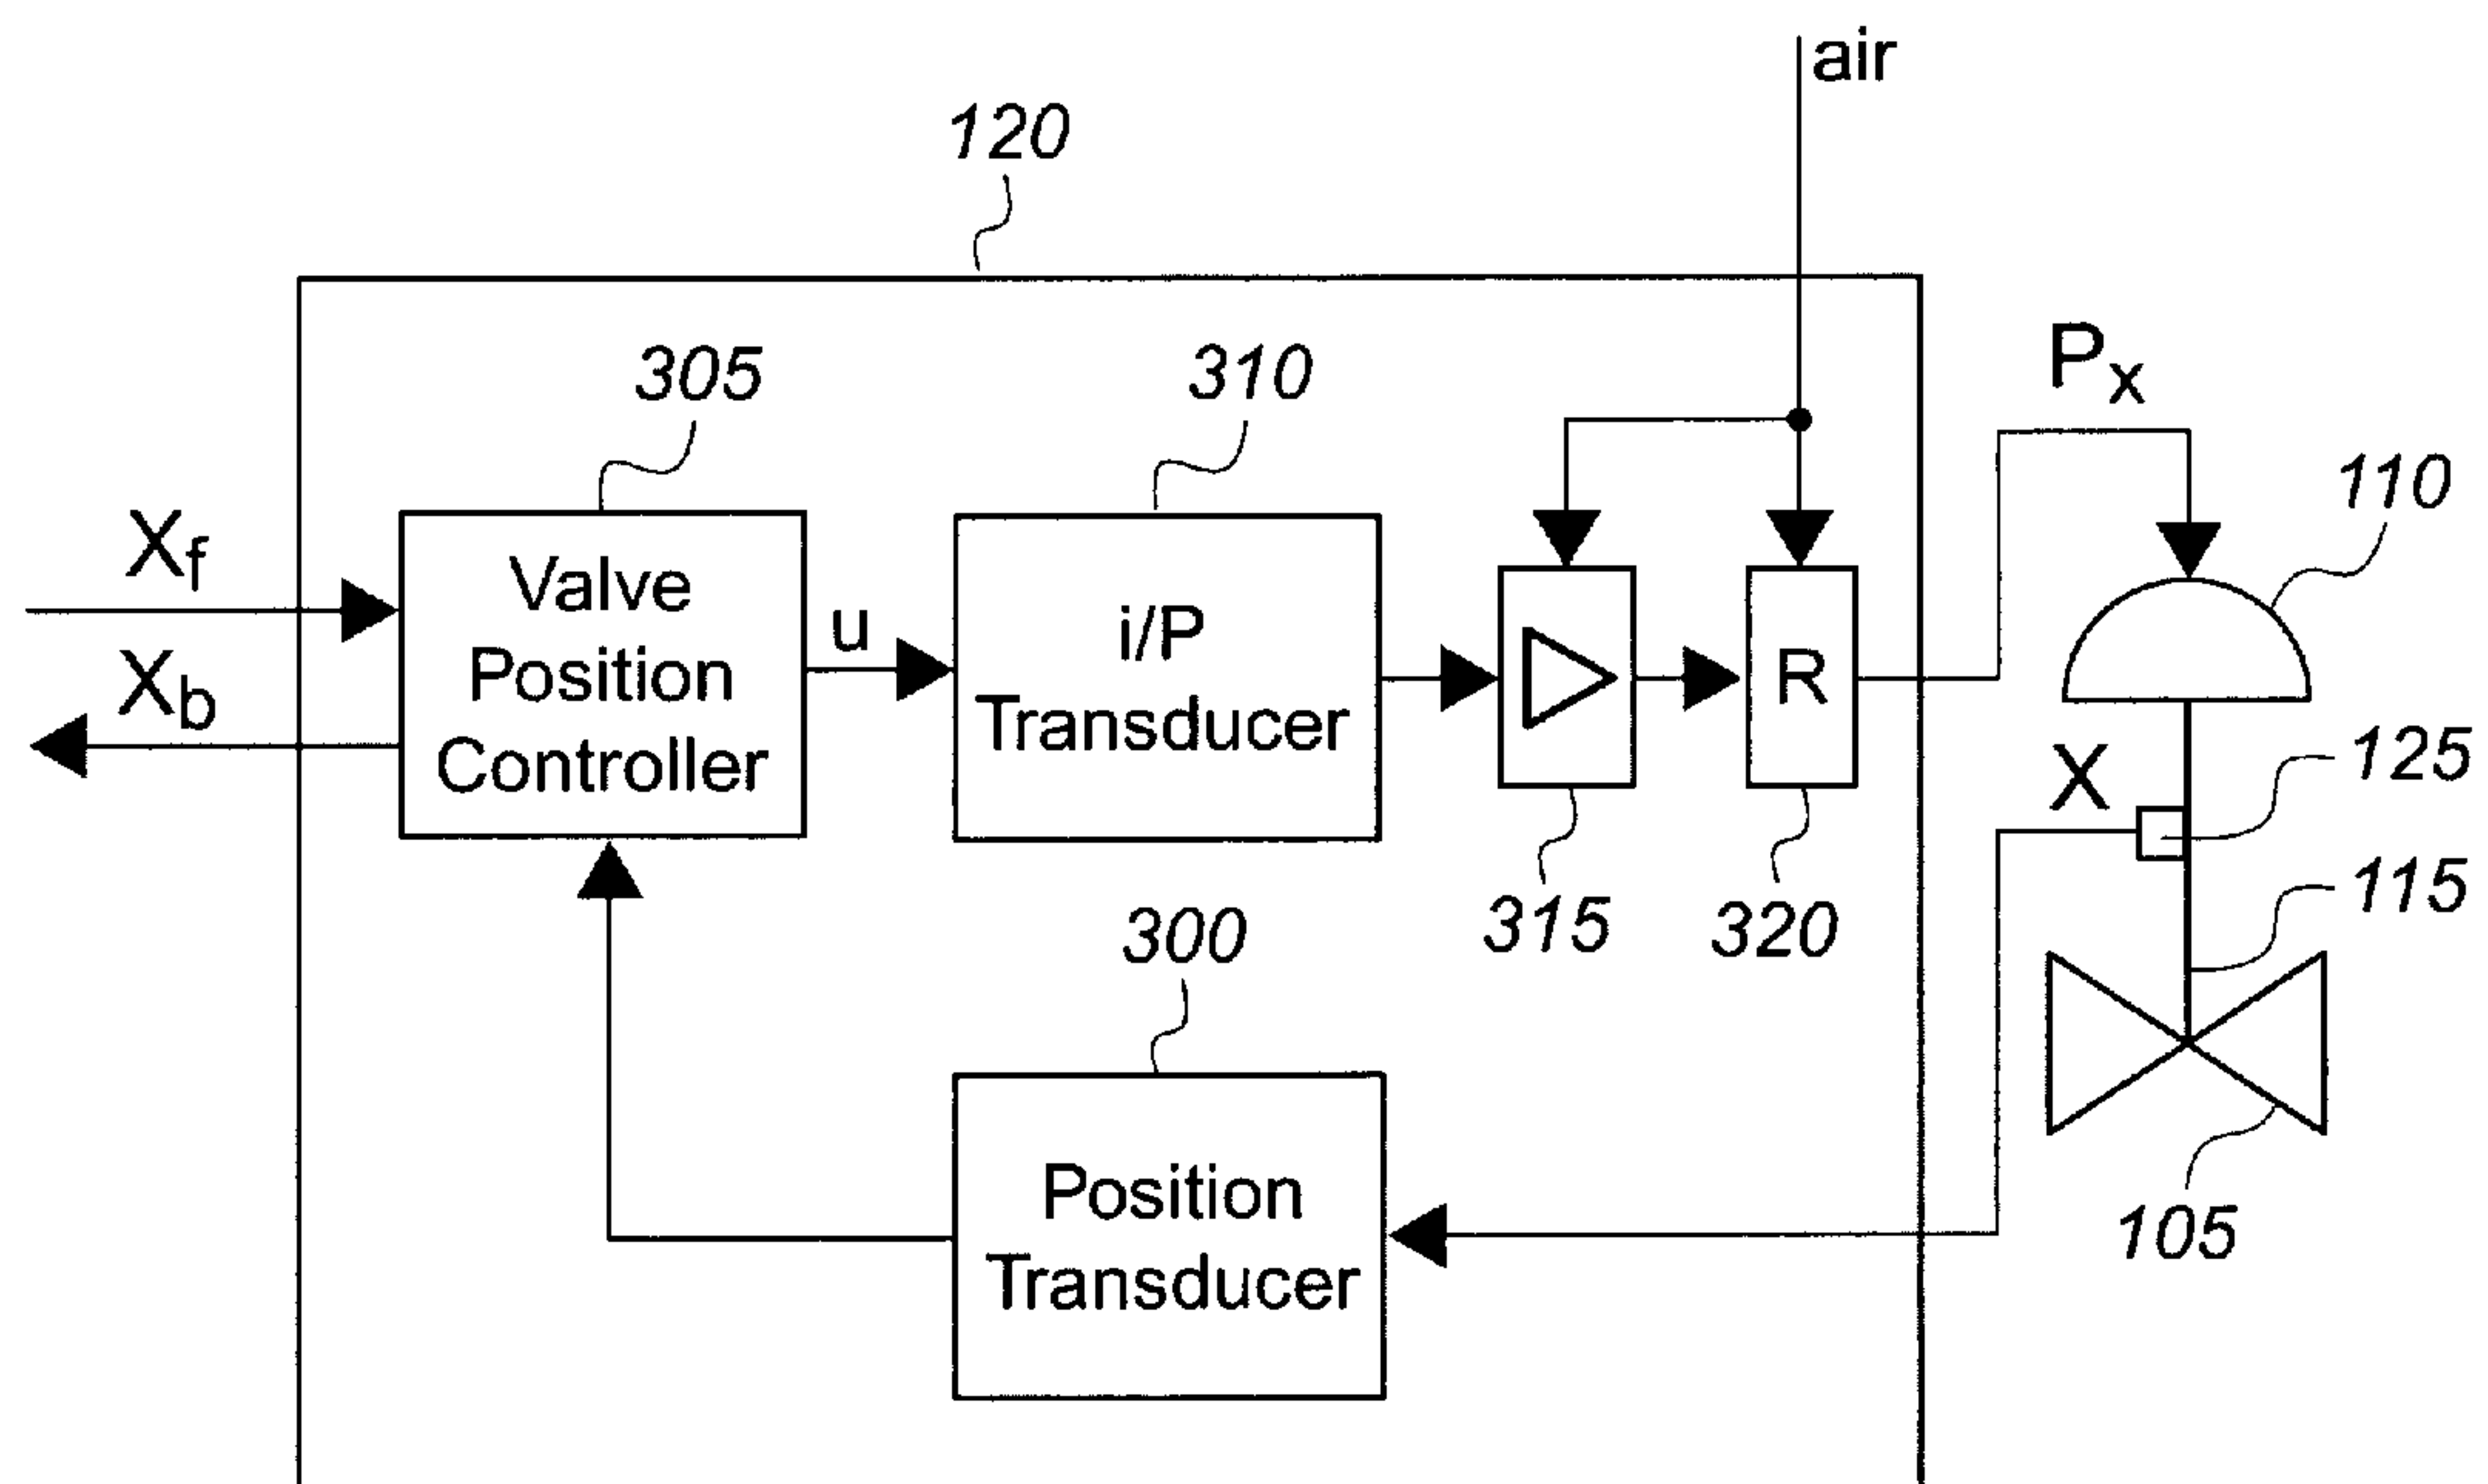 air
120
Px
305
310
110
Xf
Valve
Position
Controller
u
i/P
Transducer
R
Xb
X
125
115
315
320
300
Position
Transducer
105